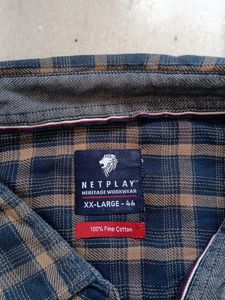 NETPLAY
HERITAGE WORKWEAR
XX-LARGE - 46
100% Fine Cotton